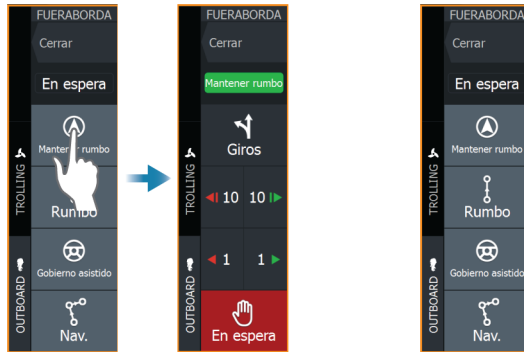 FUERABORDA
Cerrar
En espera
Mantener rumbo
Rumbo
Gobierno asistido
Nav.
TROLLING
OUTBOARD
FUERABORDA
Cerrar
Mantener rumbo
Giros
10 10
1 1
En espera
TROLLING
OUTBOARD
FUERABORDA
Cerrar
En espera
Mantener rumbo
Rumbo
Gobierno asistido
Nav.
TROLLING
OUTBOARD